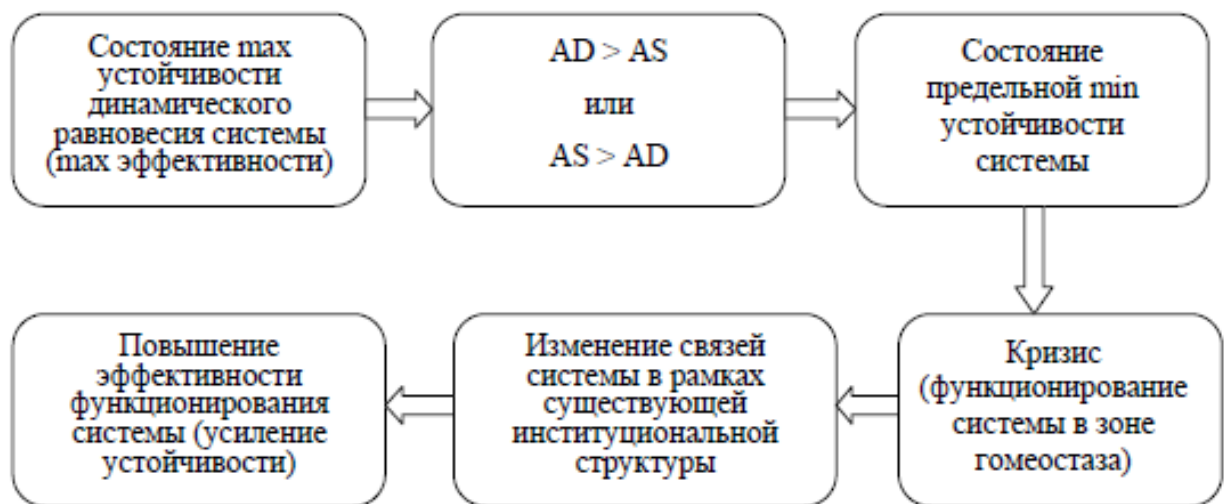 Состояние max
устойчивости
динамического
равновесия системы
(max эффективности)
AD > AS
или
AS > AD
Состояние
предельной min
устойчивости
системы
Кризис
(функционирование
системы в зоне
гомеостаза)
Изменение связей
системы в рамках
существующей
институциональной
структуры
Повышение
эффективности
функционирования
системы (усиление
устойчивости)